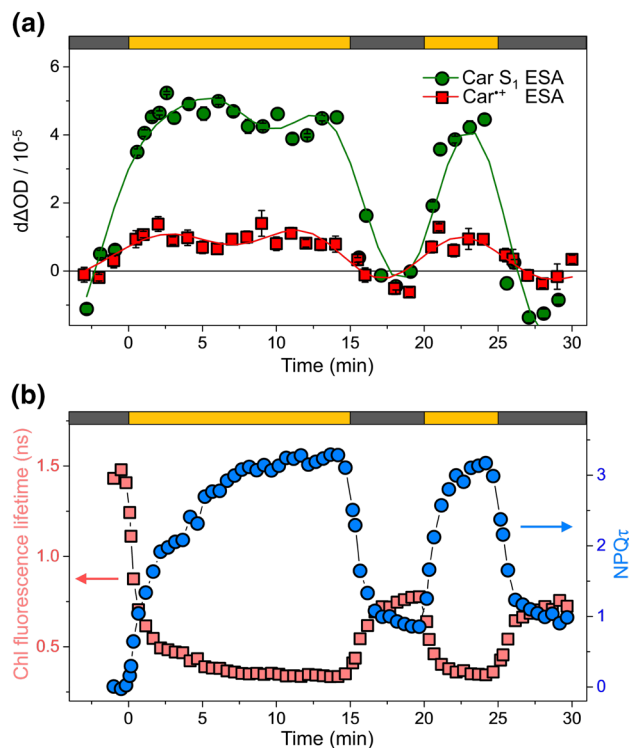 (a)
Car S₁ ESA
Car•+ ESA
dΔOD / 10⁻⁵
6
4
2
0
0 5 10 15 20 25 30
Time (min)
(b)
Chl fluorescence lifetime (ns)
1.5
1.0
0.5
NPQτ
3
2
1
0
0 5 10 15 20 25 30
Time (min)